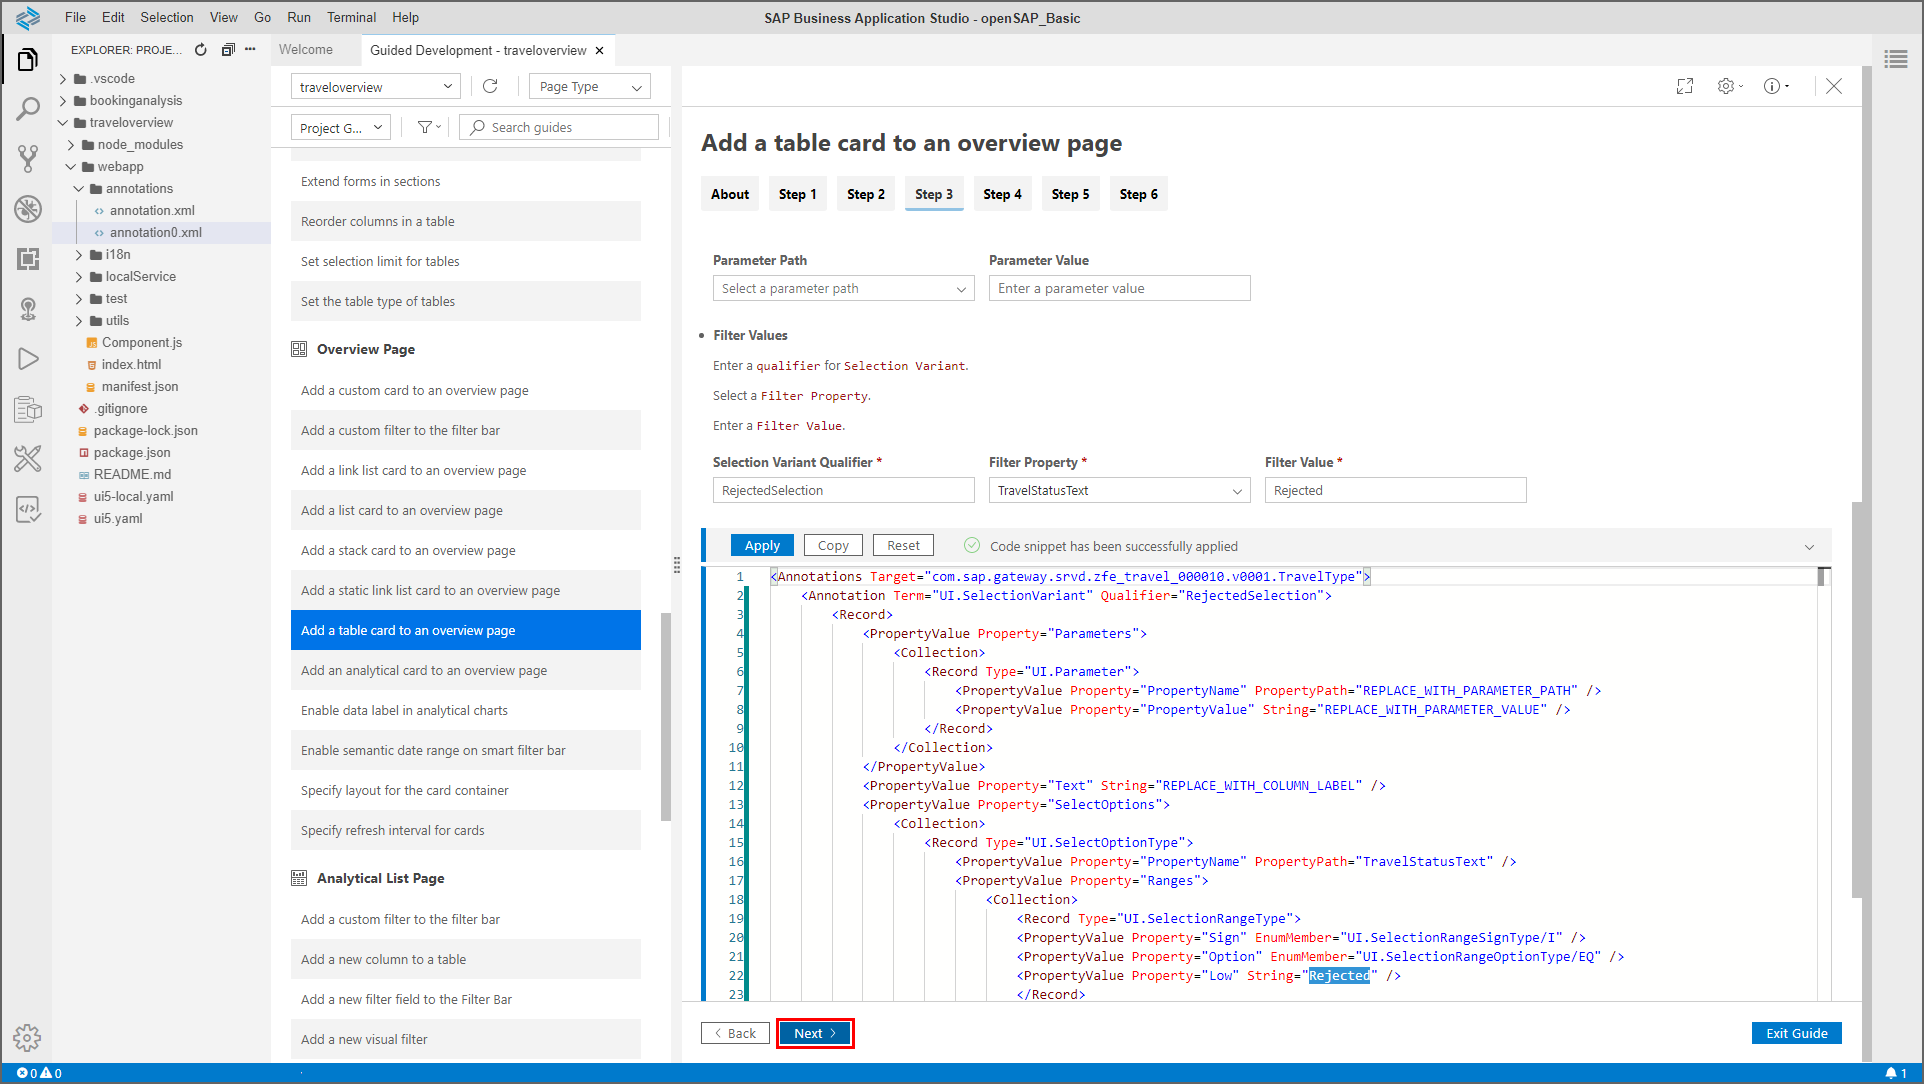 File Edit Selection View Go Run Terminal Help
SAP Business Application Studio - openSAP_Basic
EXPLORER: PROJE...
.vscode
bookinganalysis
traveloverview
node_modules
webapp
annotations
annotation.xml
annotation0.xml
i18n
localService
test
utils
Component.js
index.html
manifest.json
.gitignore
package-lock.json
package.json
README.md
ui5-local.yaml
ui5.yaml
Welcome
Guided Development - traveloverview
traveloverview
Page Type
Project G...
Search guides
Extend forms in sections
Reorder columns in a table
Set selection limit for tables
Set the table type of tables
Overview Page
Add a custom card to an overview page
Add a custom filter to the filter bar
Add a link list card to an overview page
Add a list card to an overview page
Add a stack card to an overview page
Add a static link list card to an overview page
Add a table card to an overview page
Add an analytical card to an overview page
Enable data label in analytical charts
Enable semantic date range on smart filter bar
Specify layout for the card container
Specify refresh interval for cards
Analytical List Page
Add a custom filter to the filter bar
Add a new column to a table
Add a new filter field to the Filter Bar
Add a new visual filter
Add a table card to an overview page
About Step 1 Step 2 Step 3 Step 4 Step 5 Step 6
Parameter Path Parameter Value
Select a parameter path Enter a parameter value
• Filter Values
Enter a qualifier for Selection Variant.
Select a Filter Property.
Enter a Filter Value.
Selection Variant Qualifier * Filter Property * Filter Value *
RejectedSelection TravelStatusText Rejected
Apply Copy Reset Code snippet has been successfully applied
1 <Annotations Target="com.sap.gateway.srvd.zfe_travel_000010.v0001.TravelType">
2 <Annotation Term="UI.SelectionVariant" Qualifier="RejectedSelection">
3 <Record>
4 <PropertyValue Property="Parameters">
5 <Collection>
6 <Record Type="UI.Parameter">
7 <PropertyValue Property="PropertyName" PropertyPath="REPLACE_WITH_PARAMETER_PATH" />
8 <PropertyValue Property="PropertyValue" String="REPLACE_WITH_PARAMETER_VALUE" />
9 </Record>
10 </Collection>
11 </PropertyValue>
12 <PropertyValue Property="Text" String="REPLACE_WITH_COLUMN_LABEL" />
13 <PropertyValue Property="SelectOptions">
14 <Collection>
15 <Record Type="UI.SelectOptionType">
16 <PropertyValue Property="PropertyName" PropertyPath="TravelStatusText" />
17 <PropertyValue Property="Ranges">
18 <Collection>
19 <Record Type="UI.SelectionRangeType">
20 <PropertyValue Property="Sign" EnumMember="UI.SelectionRangeSignType/I" />
21 <PropertyValue Property="Option" EnumMember="UI.SelectionRangeOptionType/EQ" />
22 <PropertyValue Property="Low" String="Rejected" />
23 </Record>
Back Next Exit Guide
0 0
1